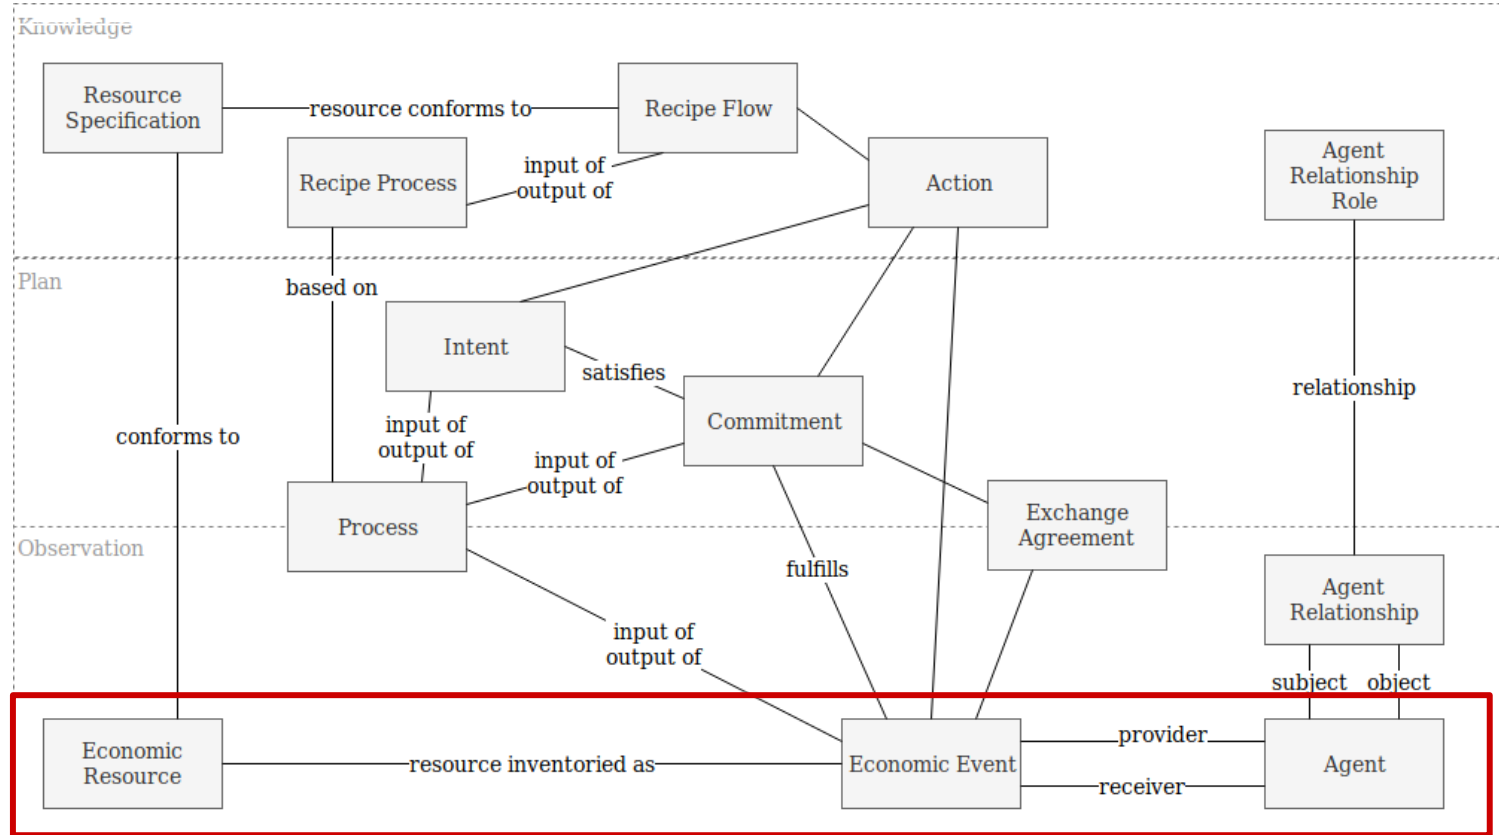 Knowledge
Resource
Specification
resource conforms to
Recipe Flow
Recipe Process
input of
output of
Action
Agent
Relationship
Role
Plan
based on
Intent
satisfies
Commitment
relationship
conforms to
input of
output of
input of
output of
Process
Exchange
Agreement
Observation
fulfills
Agent
Relationship
input of
output of
subject
object
Economic
Resource
resource inventoried as
Economic Event
provider
receiver
Agent